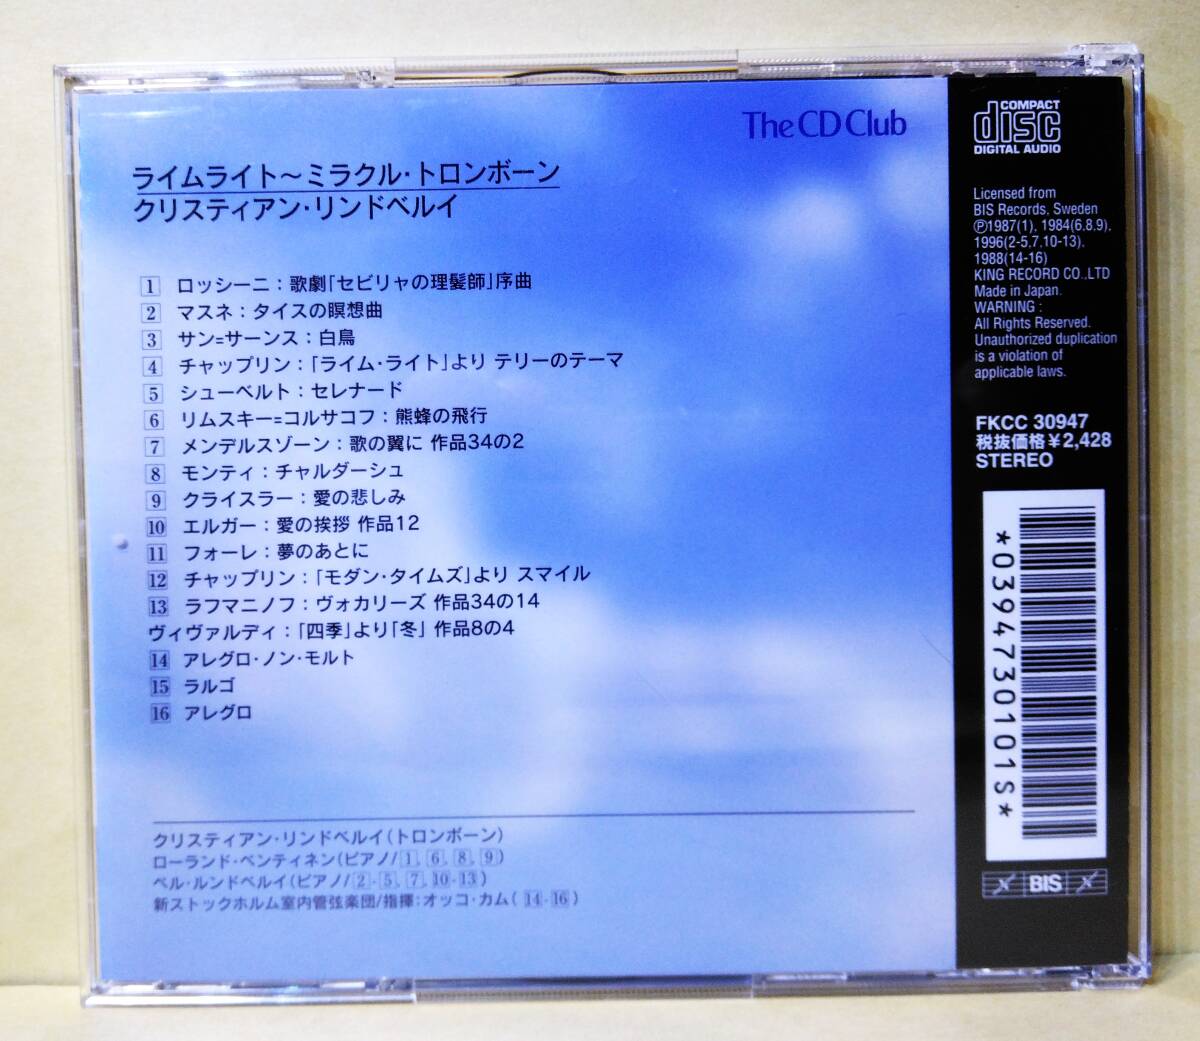 The CD Club
ライムライト〜ミラクル・トロンボーン
クリスティアン・リンドベルイ
1 ロッシーニ：歌劇「セビリャの理髪師」序曲
2 マスネ：タイスの瞑想曲
3 サン=サーンス：白鳥
4 チャップリン：「ライム・ライト」より テリーのテーマ
5 シューベルト：セレナード
6 リムスキー=コルサコフ：熊蜂の飛行
7 メンデルスゾーン：歌の翼に 作品34の2
8 モンティ：チャルダーシュ
9 クライスラー：愛の悲しみ
10 エルガー：愛の挨拶 作品12
11 フォーレ：夢のあとに
12 チャップリン：「モダン・タイムズ」より スマイル
13 ラフマニノフ：ヴォカリーズ 作品34の14
ヴィヴァルディ：「四季」より「冬」 作品8の4
14 アレグロ・ノン・モルト
15 ラルゴ
16 アレグロ
クリスティアン・リンドベルイ（トロンボーン）
ローランド・ペンティネン（ピアノ/1, 6, 8, 9）
ペル・ルンドベルイ（ピアノ/2-5, 7, 10-13）
新ストックホルム室内管弦楽団/指揮：オッコ・カム（14-16）
COMPACT
disc
DIGITAL AUDIO
Licensed from
BIS Records, Sweden
Ⓟ1987(1), 1984(6,8,9),
1996(2-5,7,10-13),
1988(14-16)
KING RECORD CO.,LTD
Made in Japan.
WARNING :
All Rights Reserved.
Unauthorized duplication
is a violation of
applicable laws.
FKCC 30947
税抜価格￥2,428
STEREO
*0394730101S*
BIS